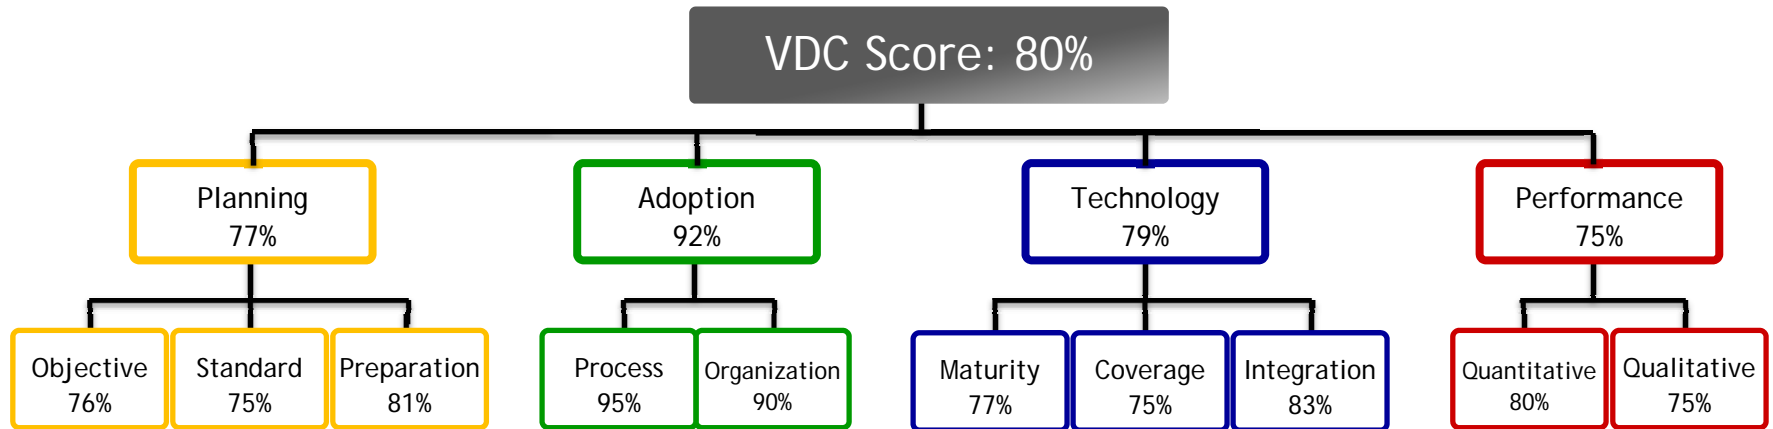 VDC Score: 80%
Planning
77%
Adoption
92%
Technology
79%
Performance
75%
Objective
76%
Standard
75%
Preparation
81%
Process
95%
Organization
90%
Maturity
77%
Coverage
75%
Integration
83%
Quantitative
80%
Qualitative
75%